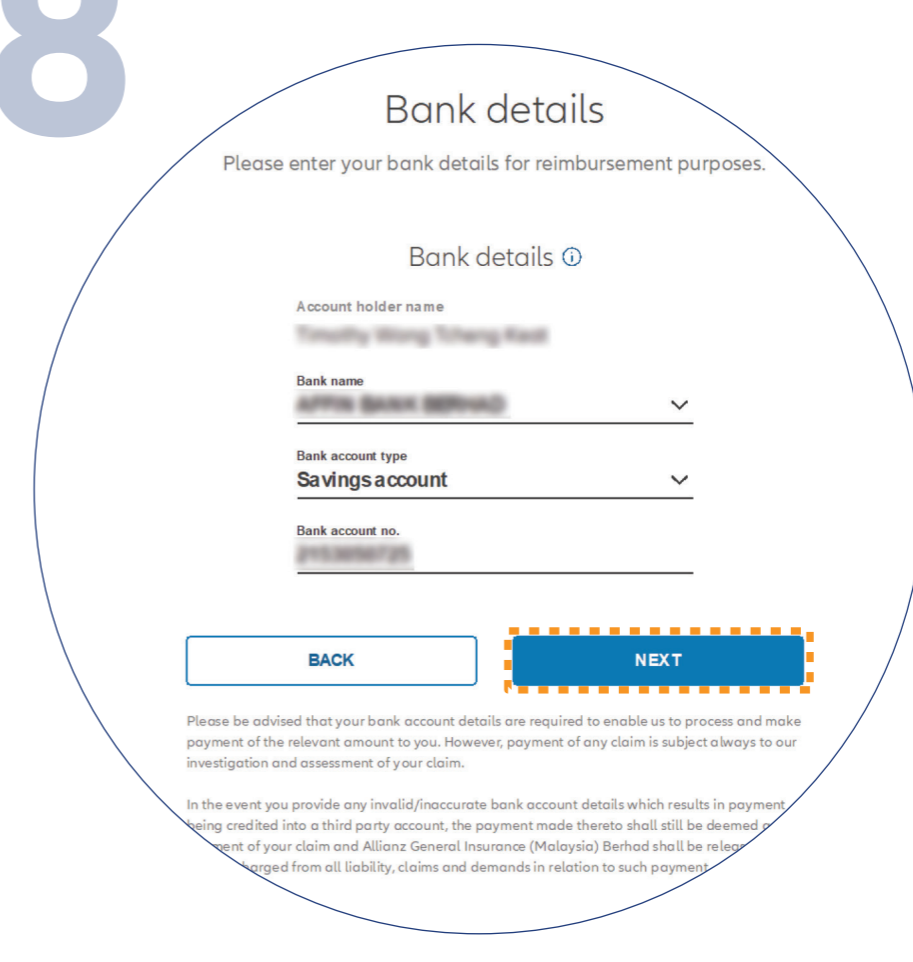 8
Bank details
Please enter your bank details for reimbursement purposes.
Bank details
Account holder name
Bank name
Bank account type
Savings account
Bank account no.
BACK
NEXT
Please be advised that your bank account details are required to enable us to process and make
payment of the relevant amount to you. However, payment of any claim is subject always to our
investigation and assessment of your claim.
In the event you provide any invalid/inaccurate bank account details which results in payment
being credited into a third party account, the payment made thereto shall still be deemed
of your claim and Allianz General Insurance (Malaysia) Berhad shall be
from all liability, claims and demands in relation to such payment